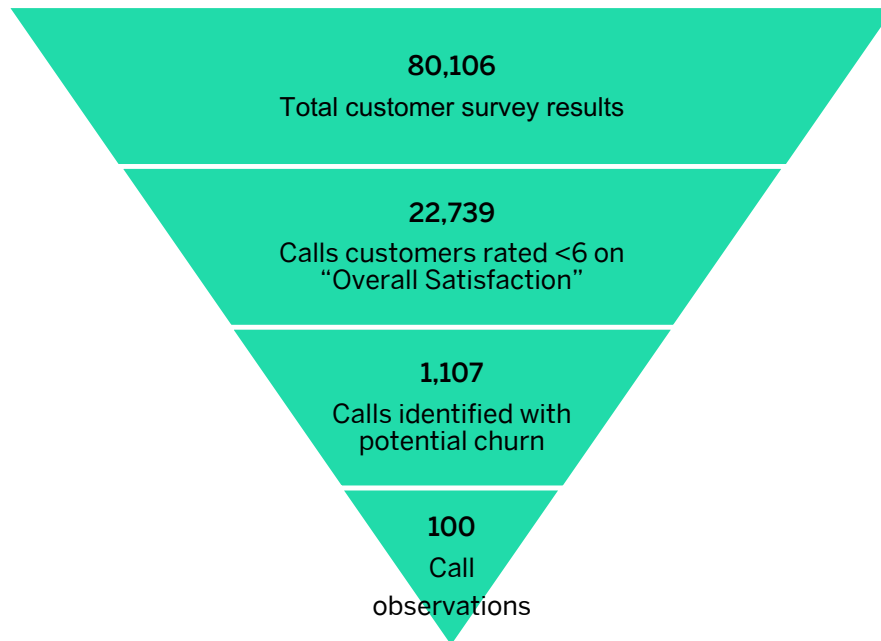 80,106
Total customer survey results
22,739
Calls customers rated <6 on
“Overall Satisfaction”
1,107
Calls identified with
potential churn
100
Call
observations